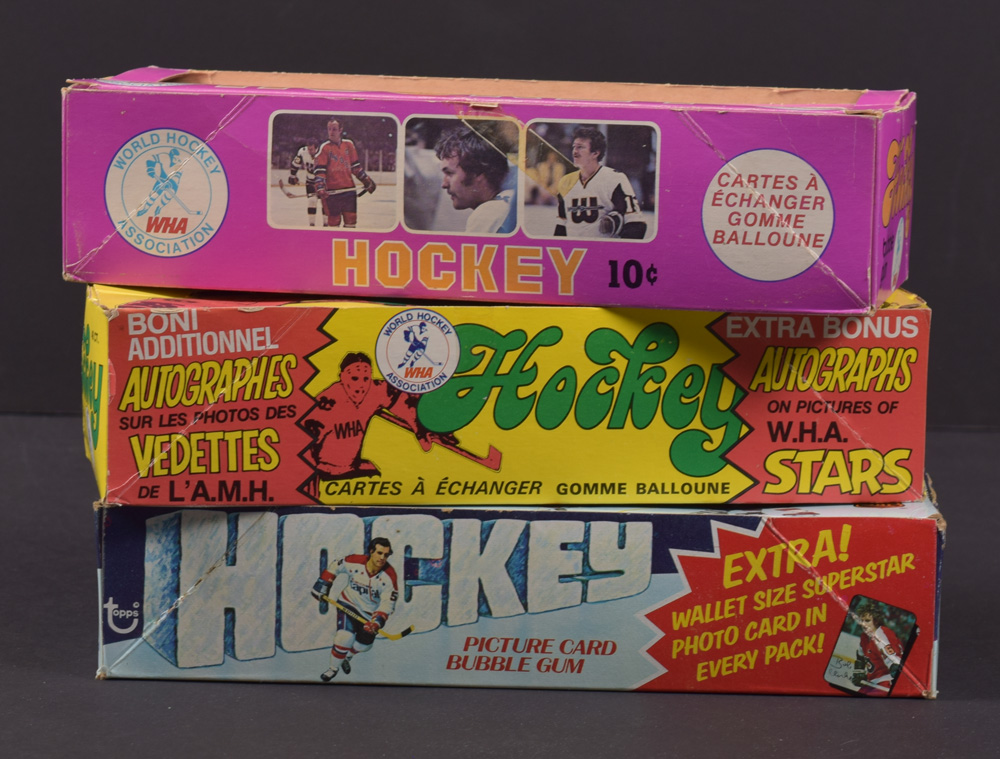 WORLD HOCKEY
WHA
ASSOCIATION
CARTES À
ÉCHANGER
GOMME
BALLOUNE
HOCKEY 10¢
BONI
ADDITIONNEL
AUTOGRAPHES
SUR LES PHOTOS DES
VEDETTES
DE L'A.M.H.
WORLD HOCKEY
WHA
ASSOCIATION
WHA
Hockey
CARTES À ÉCHANGER GOMME BALLOUNE
EXTRA BONUS
AUTOGRAPHS
ON PICTURES OF
W.H.A.
STARS
topps
HOCKEY
capitals
5
PICTURE CARD
BUBBLE GUM
EXTRA!
WALLET SIZE SUPERSTAR
PHOTO CARD IN
EVERY PACK!